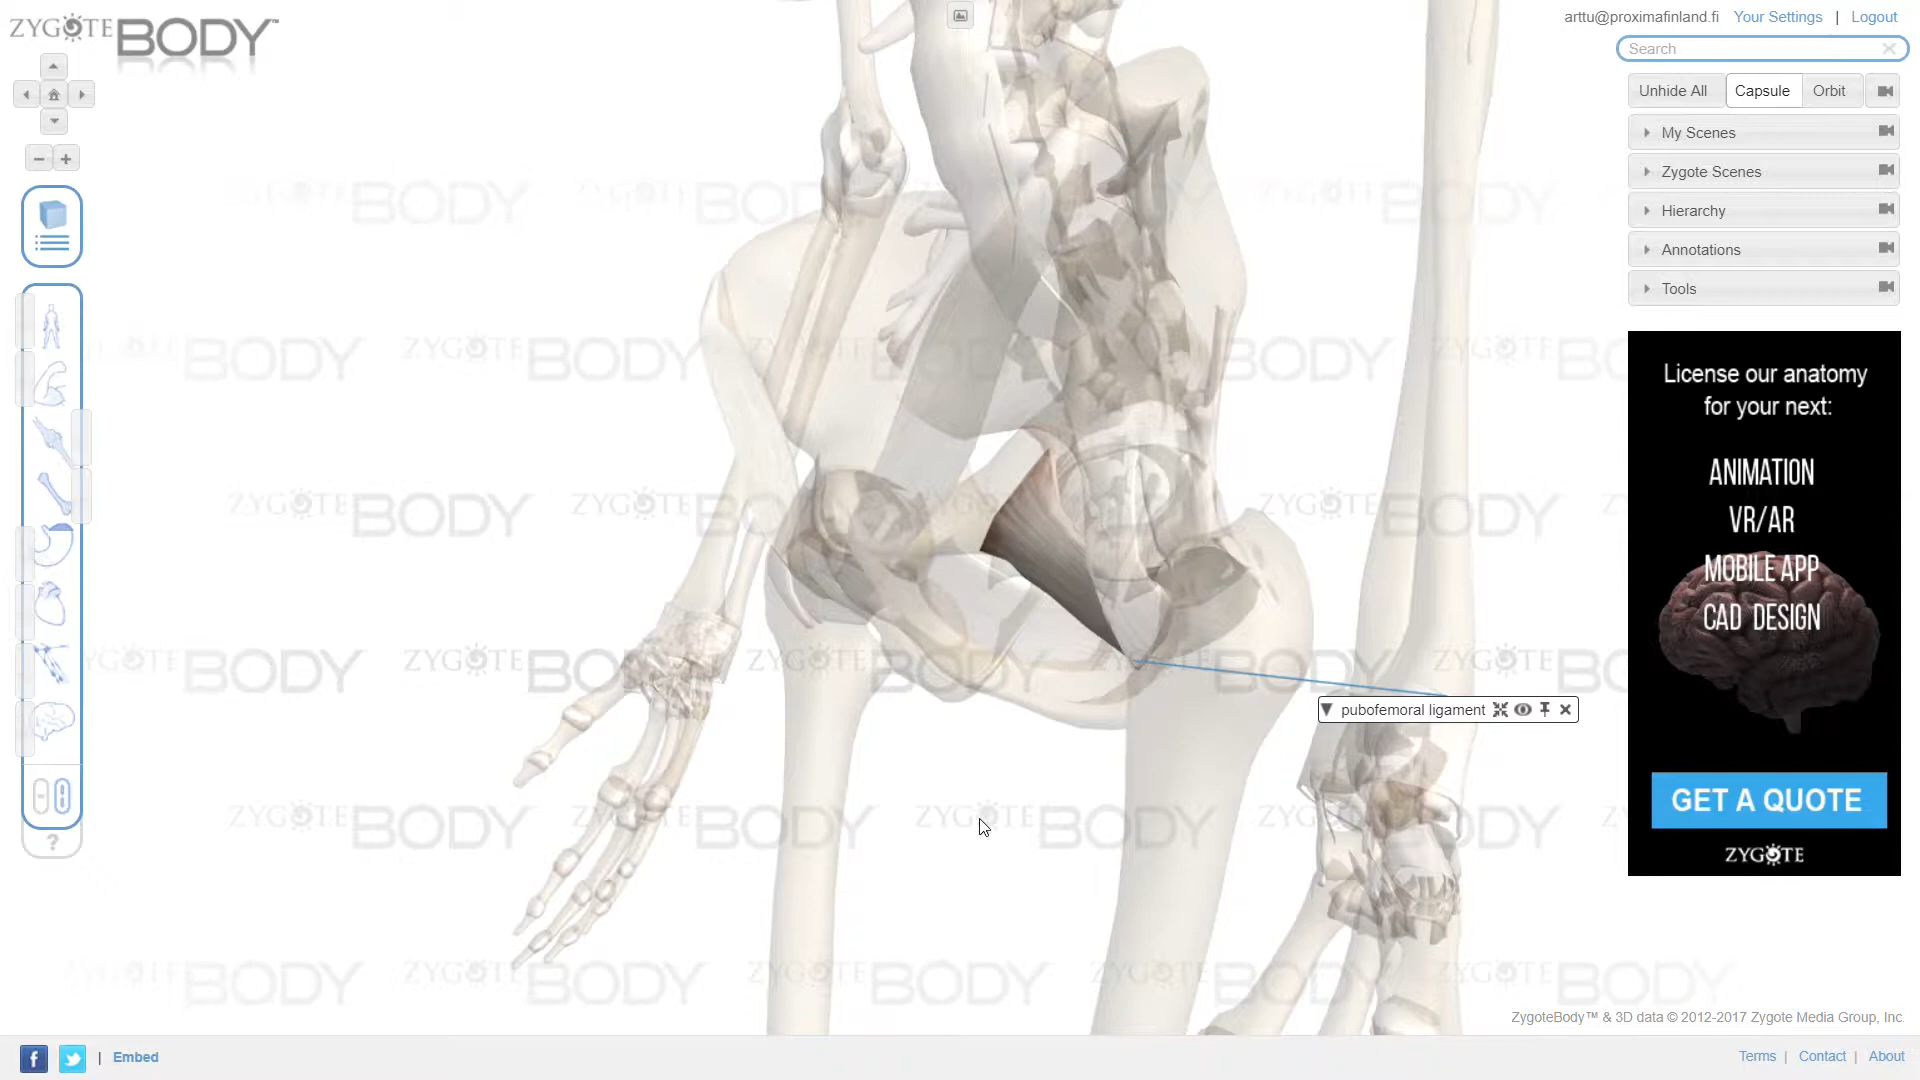 ZYGOTE BODY™
arttu@proximafinland.fi Your Settings | Logout
Search
Unhide All Capsule Orbit
My Scenes
Zygote Scenes
Hierarchy
Annotations
Tools
License our anatomy
for your next:
ANIMATION
VR/AR
MOBILE APP
CAD DESIGN
GET A QUOTE
ZYGOTE
pubofemoral ligament
?
ZygoteBody™ & 3D data © 2012-2017 Zygote Media Group, Inc.
f | Embed
Terms | Contact | About